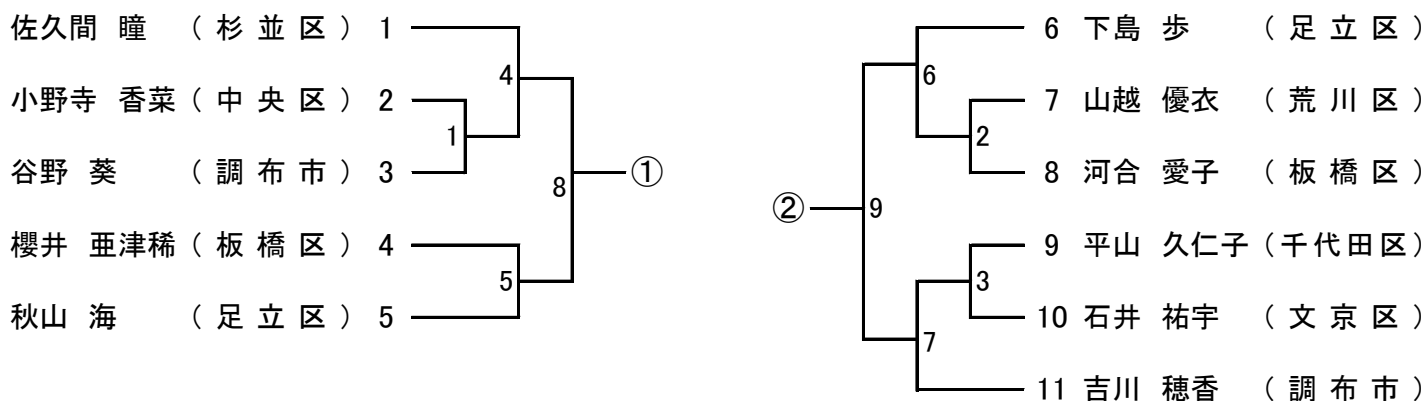 佐久間 瞳 （ 杉 並 区 ） 1
小野寺 香菜 （ 中 央 区 ） 2
谷野 葵 （ 調 布 市 ） 3
櫻井 亜津稀 （ 板 橋 区 ） 4
秋山 海 （ 足 立 区 ） 5
4
1
8
5
①
6 下島 歩 （ 足 立 区 ）
7 山越 優衣 （ 荒 川 区 ）
8 河合 愛子 （ 板 橋 区 ）
9 平山 久仁子 （千代田区）
10 石井 祐宇 （ 文 京 区 ）
11 吉川 穂香 （ 調 布 市 ）
6
2
②
9
3
7